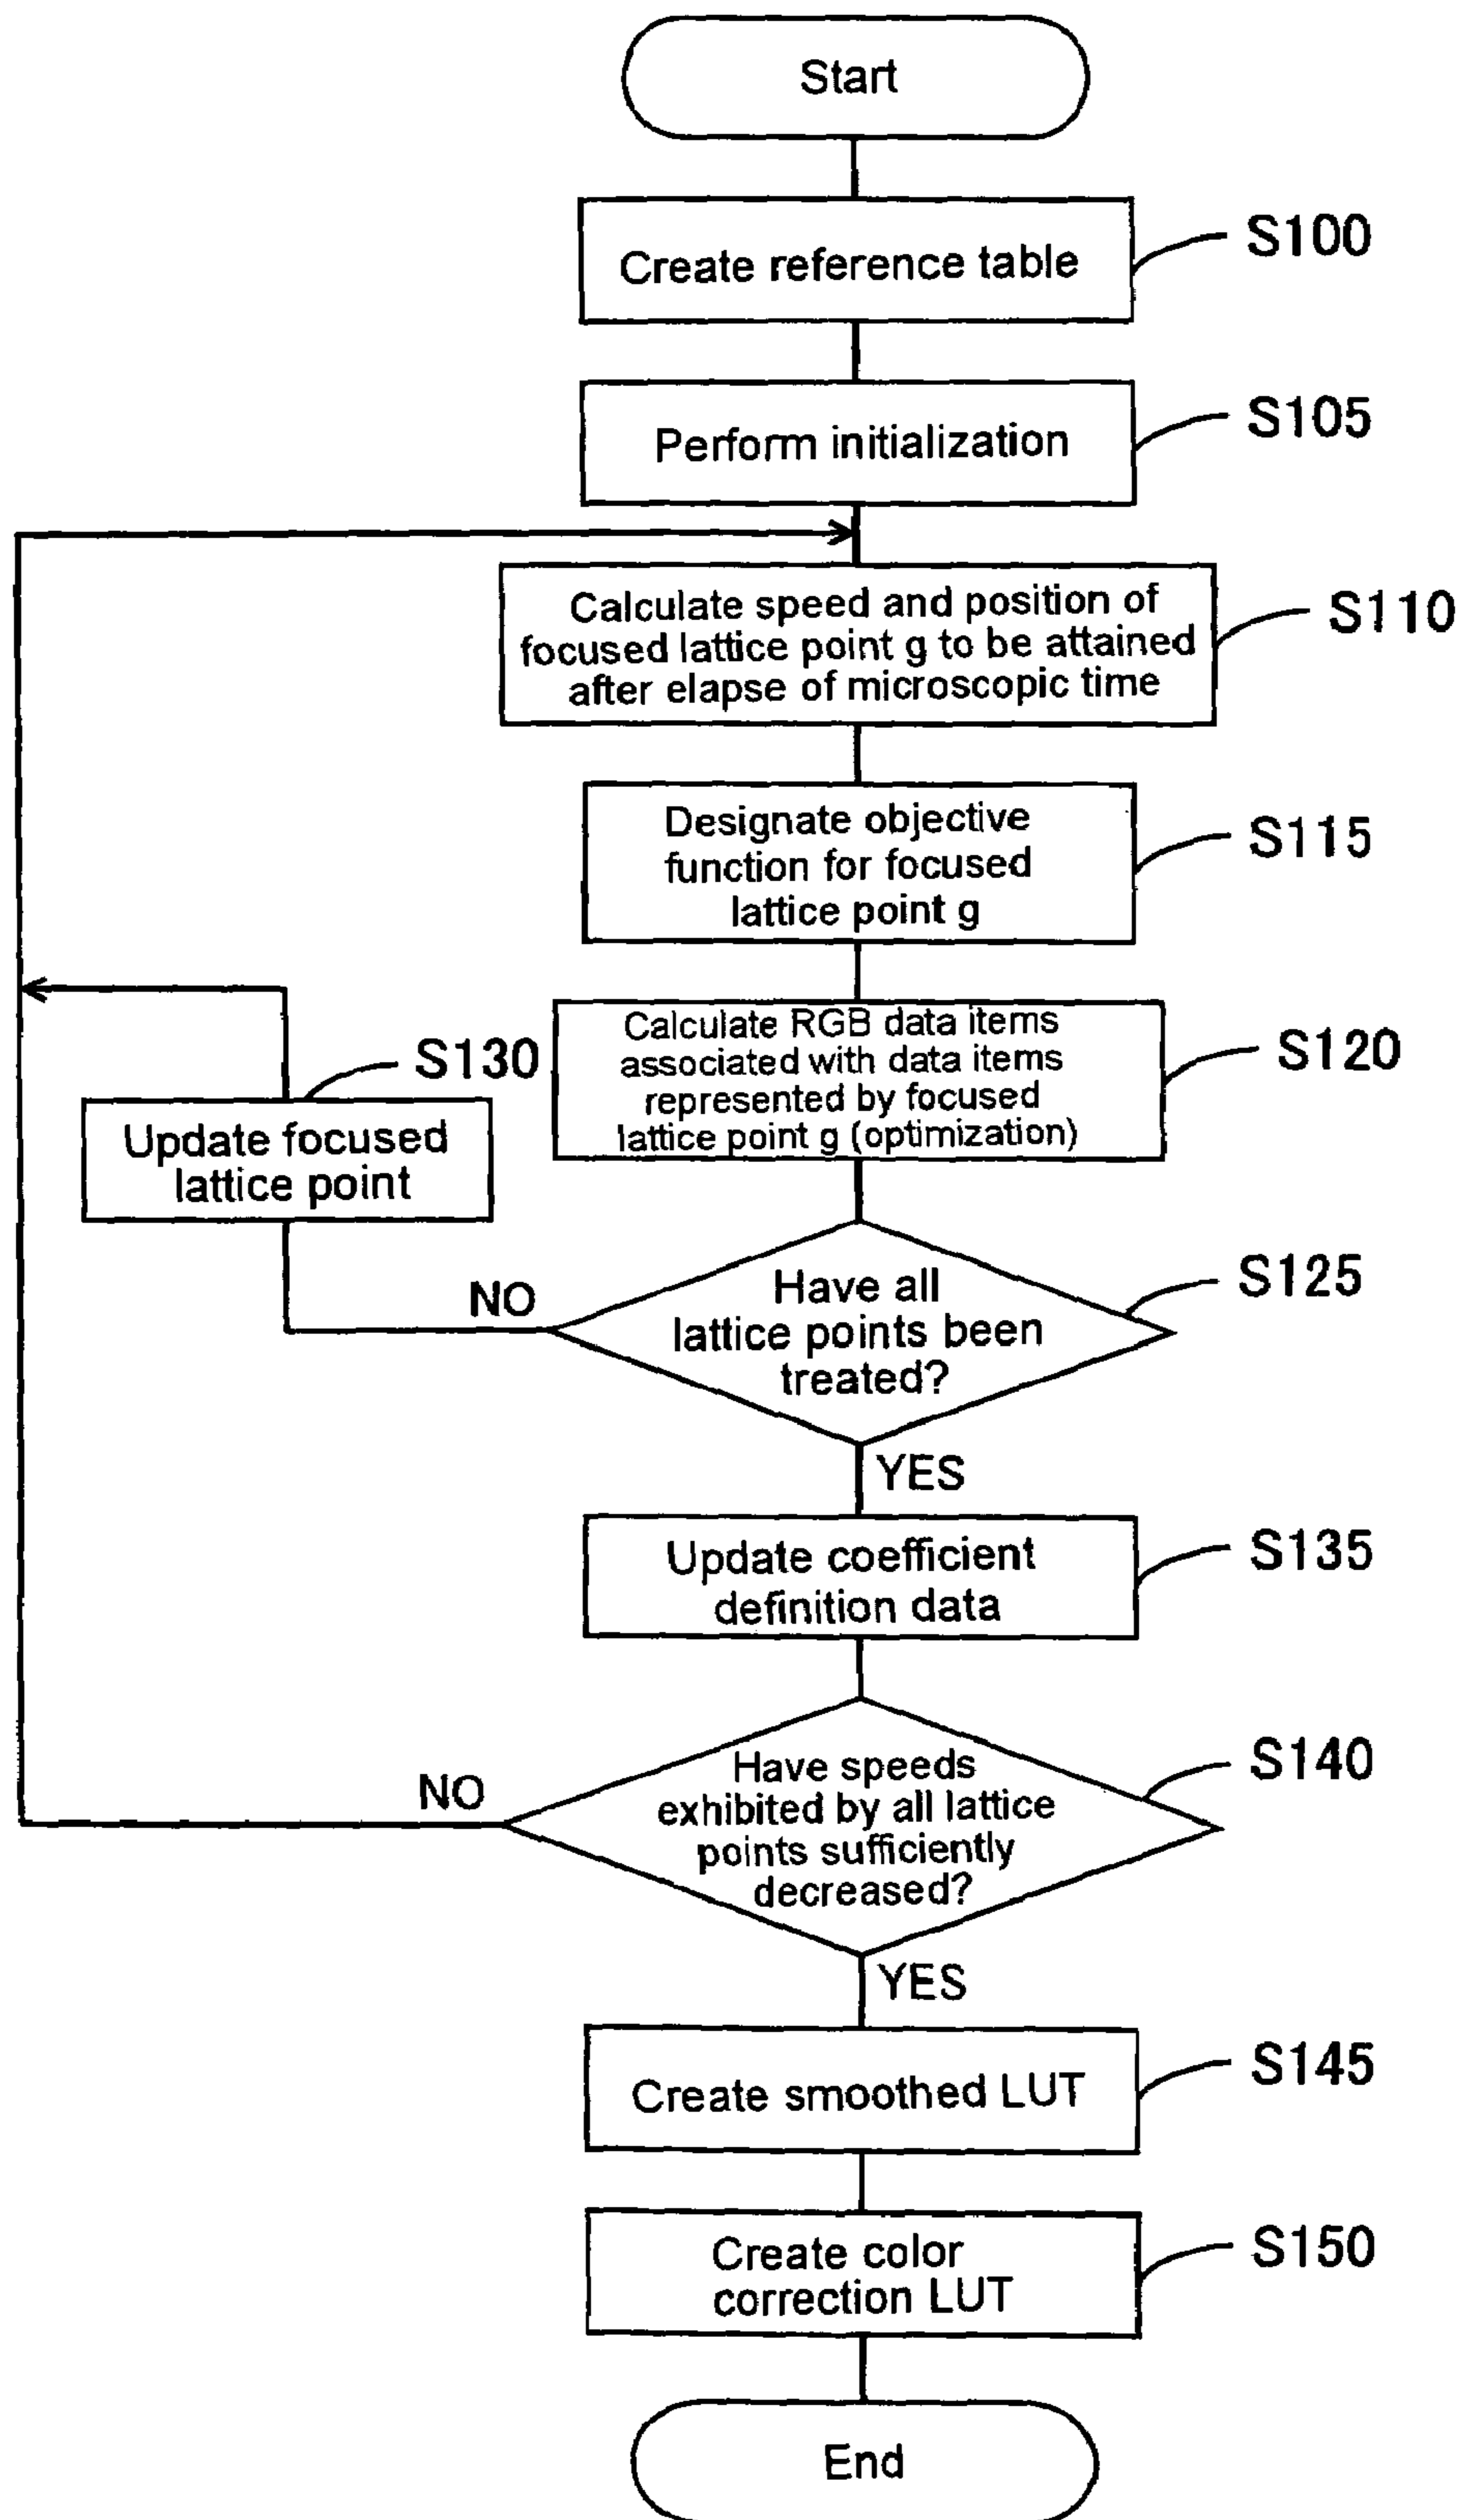 Start
Create reference table
S100
Perform initialization
S105
Calculate speed and position of
focused lattice point g to be attained
after elapse of microscopic time
S110
Designate objective
function for focused
lattice point g
S115
Calculate RGB data items
associated with data items
represented by focused
lattice point g (optimization)
S120
S130
Update focused
lattice point
NO
Have all
lattice points been
treated?
S125
YES
Update coefficient
definition data
S135
NO
Have speeds
exhibited by all lattice
points sufficiently
decreased?
S140
YES
Create smoothed LUT
S145
Create color
correction LUT
S150
End